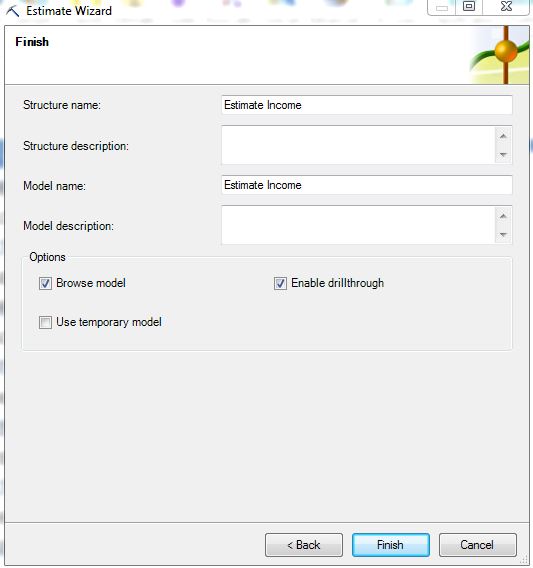 Estimate Wizard
Finish
Structure name: Estimate Income
Structure description:
Model name: Estimate Income
Model description:
Options
Browse model Enable drillthrough
Use temporary model
< Back Finish Cancel